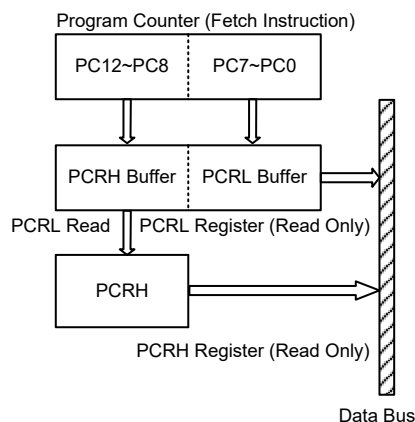 Program Counter (Fetch Instruction)
PC12~PC8 PC7~PC0
PCRH Buffer PCRL Buffer
PCRL Read PCRL Register (Read Only)
PCRH
PCRH Register (Read Only)
Data Bus